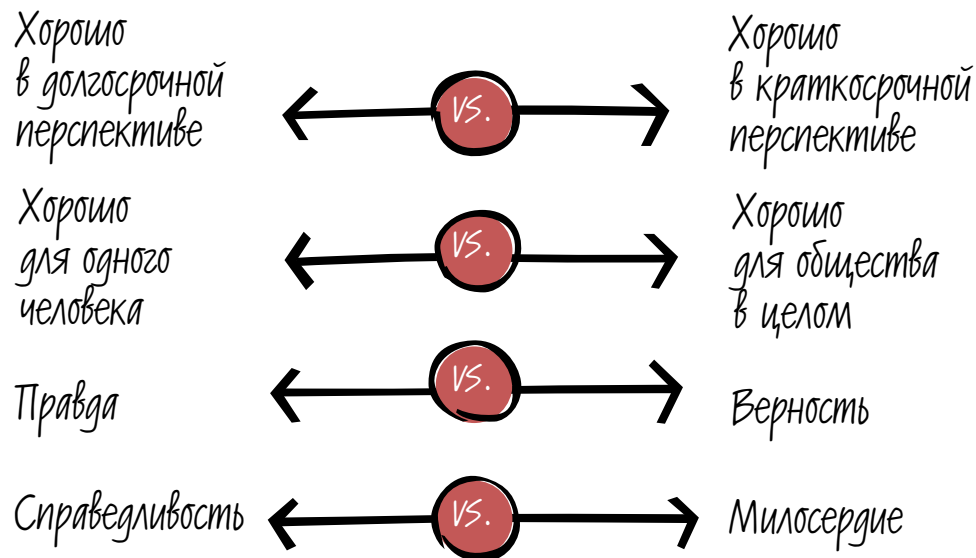 Хорошо
в долгосрочной
перспективе
VS.
Хорошо
в краткосрочной
перспективе
Хорошо
для одного
человека
VS.
Хорошо
для общества
в целом
Правда
VS.
Верность
Справедливость
VS.
Милосердие